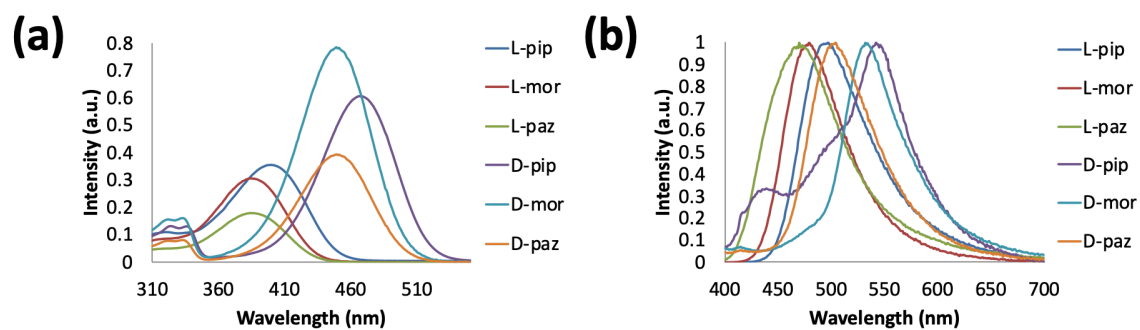 (a)
Intensity (a.u.)
0.8
0.7
0.6
0.5
0.4
0.3
0.2
0.1
0
310
360
410
460
510
Wavelength (nm)
L-pip
L-mor
L-paz
D-pip
D-mor
D-paz
(b)
Intensity (a.u.)
1
0.9
0.8
0.7
0.6
0.5
0.4
0.3
0.2
0.1
0
400
450
500
550
600
650
700
Wavelength (nm)
L-pip
L-mor
L-paz
D-pip
D-mor
D-paz